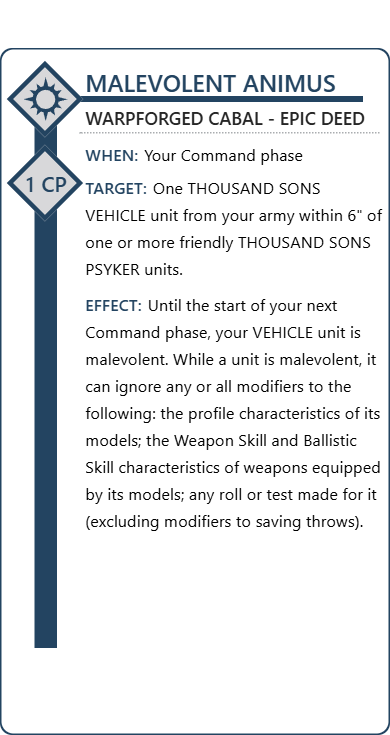 MALEVOLENT ANIMUS
WARPFORGED CABAL - EPIC DEED
WHEN: Your Command phase
1 CP
TARGET: One THOUSAND SONS
VEHICLE unit from your army within 6" of
one or more friendly THOUSAND SONS
PSYKER units.
EFFECT: Until the start of your next
Command phase, your VEHICLE unit is
malevolent. While a unit is malevolent, it
can ignore any or all modifiers to the
following: the profile characteristics of its
models; the Weapon Skill and Ballistic
Skill characteristics of weapons equipped
by its models; any roll or test made for it
(excluding modifiers to saving throws).